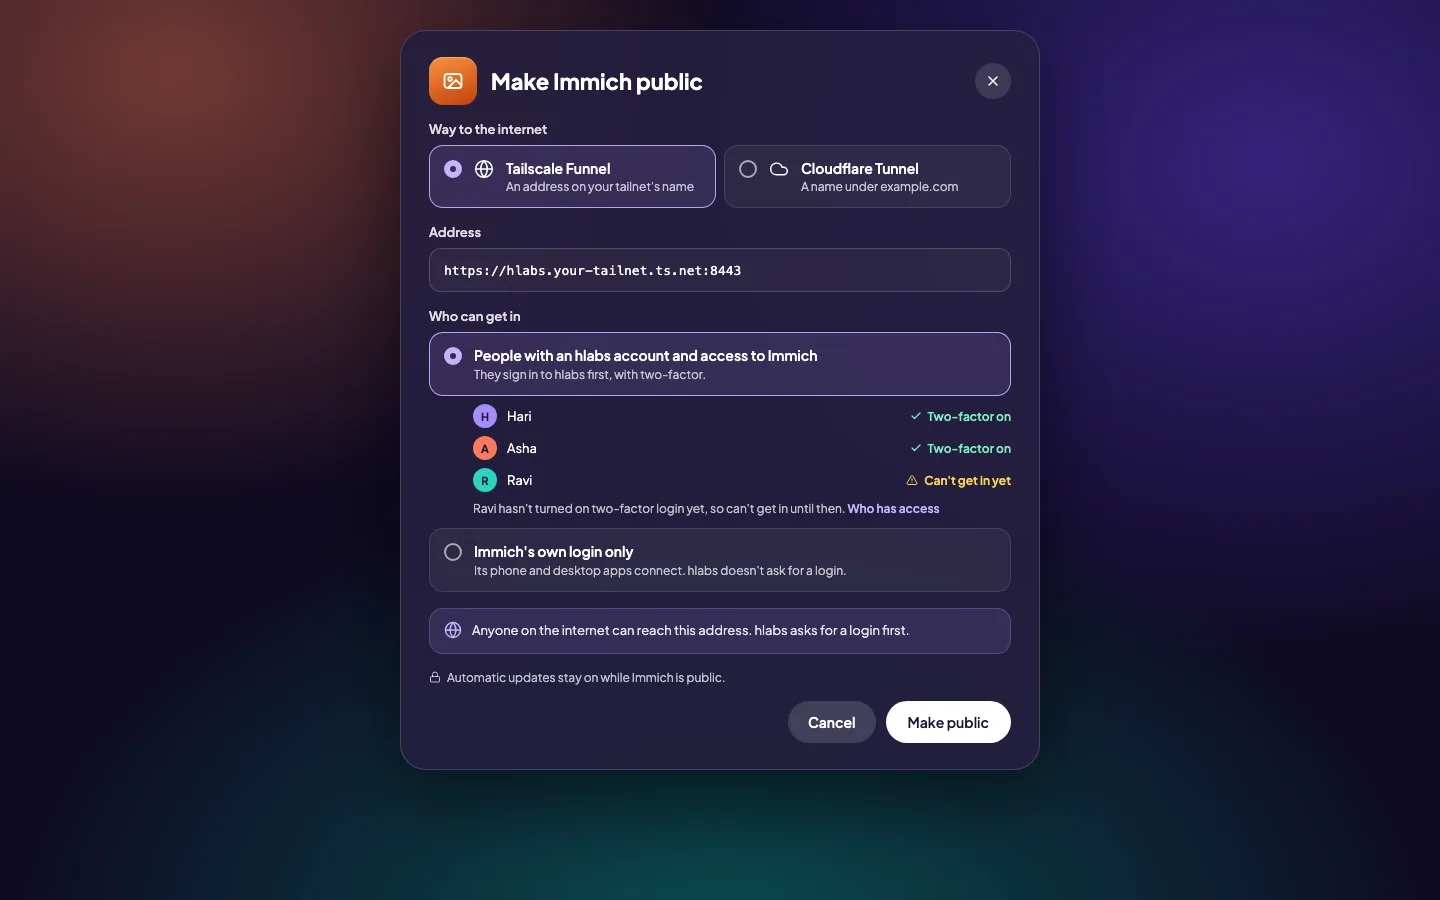 Make Immich public
Way to the internet
Tailscale Funnel
An address on your tailnet's name
Cloudflare Tunnel
A name under example.com
Address
https://hlabs.your-tailnet.ts.net:8443
Who can get in
People with an hlabs account and access to Immich
They sign in to hlabs first, with two-factor.
H Hari Two-factor on
A Asha Two-factor on
R Ravi Can't get in yet
Ravi hasn't turned on two-factor login yet, so can't get in until then. Who has access
Immich's own login only
Its phone and desktop apps connect. hlabs doesn't ask for a login.
Anyone on the internet can reach this address. hlabs asks for a login first.
Automatic updates stay on while Immich is public.
Cancel Make public